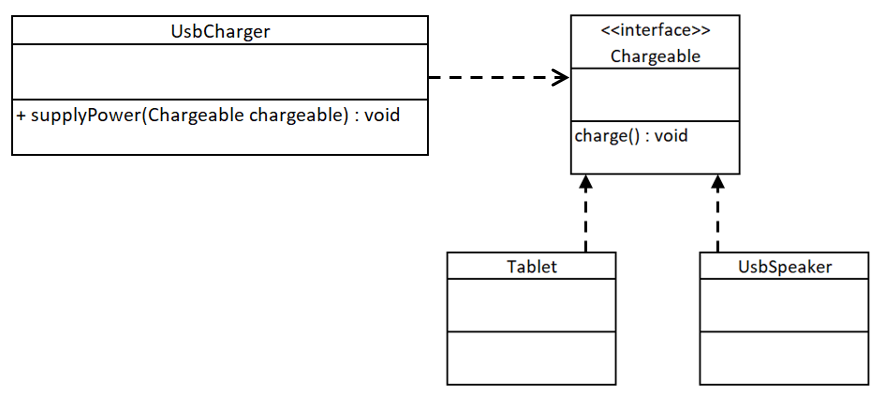 UsbCharger
+ supplyPower(Chargeable chargeable) : void
<<interface>>
Chargeable
charge() : void
Tablet
UsbSpeaker